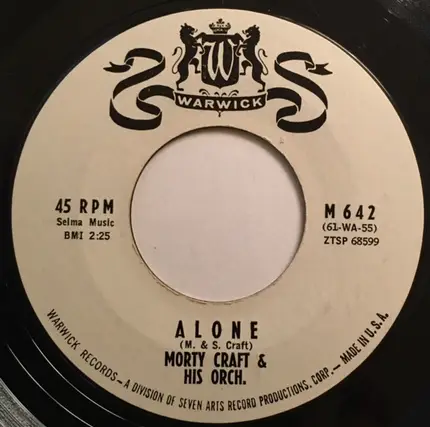 W
WARWICK
45 RPM
Selma Music
BMI 2:25
M 642
(61-WA-55)
ZTSP 68599
ALONE
(M. & S. Craft)
MORTY CRAFT &
HIS ORCH.
WARWICK RECORDS—A DIVISION OF SEVEN ARTS RECORD PRODUCTIONS, CORP.—MADE IN U.S.A.